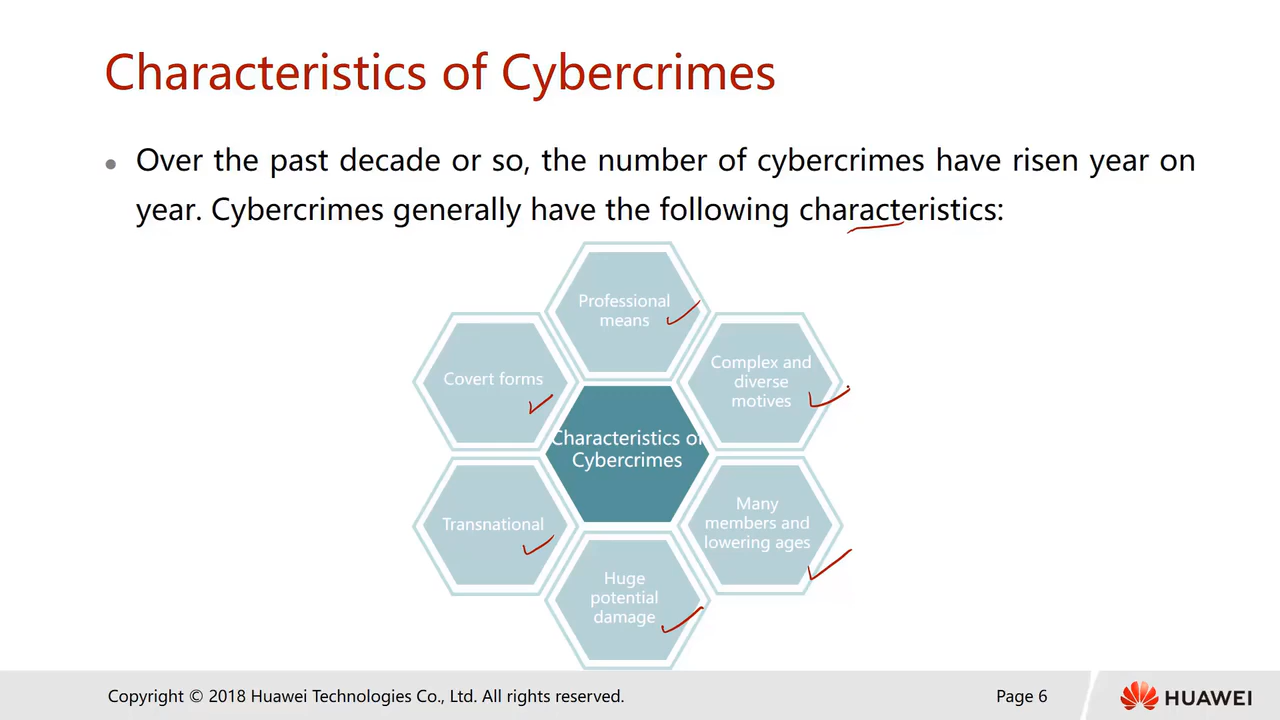 Characteristics of Cybercrimes
• Over the past decade or so, the number of cybercrimes have risen year on
year. Cybercrimes generally have the following characteristics:
Professional
means
Covert forms
Complex and
diverse
motives
Characteristics of
Cybercrimes
Transnational
Many
members and
lowering ages
Huge
potential
damage
Copyright © 2018 Huawei Technologies Co., Ltd. All rights reserved.
Page 6
HUAWEI